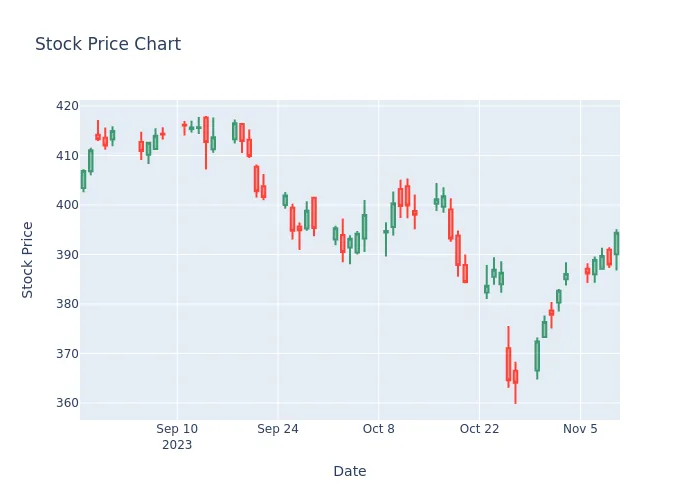 Stock Price Chart
Stock Price
420
410
400
390
380
370
360
Sep 10
2023
Sep 24
Oct 8
Oct 22
Nov 5
Date